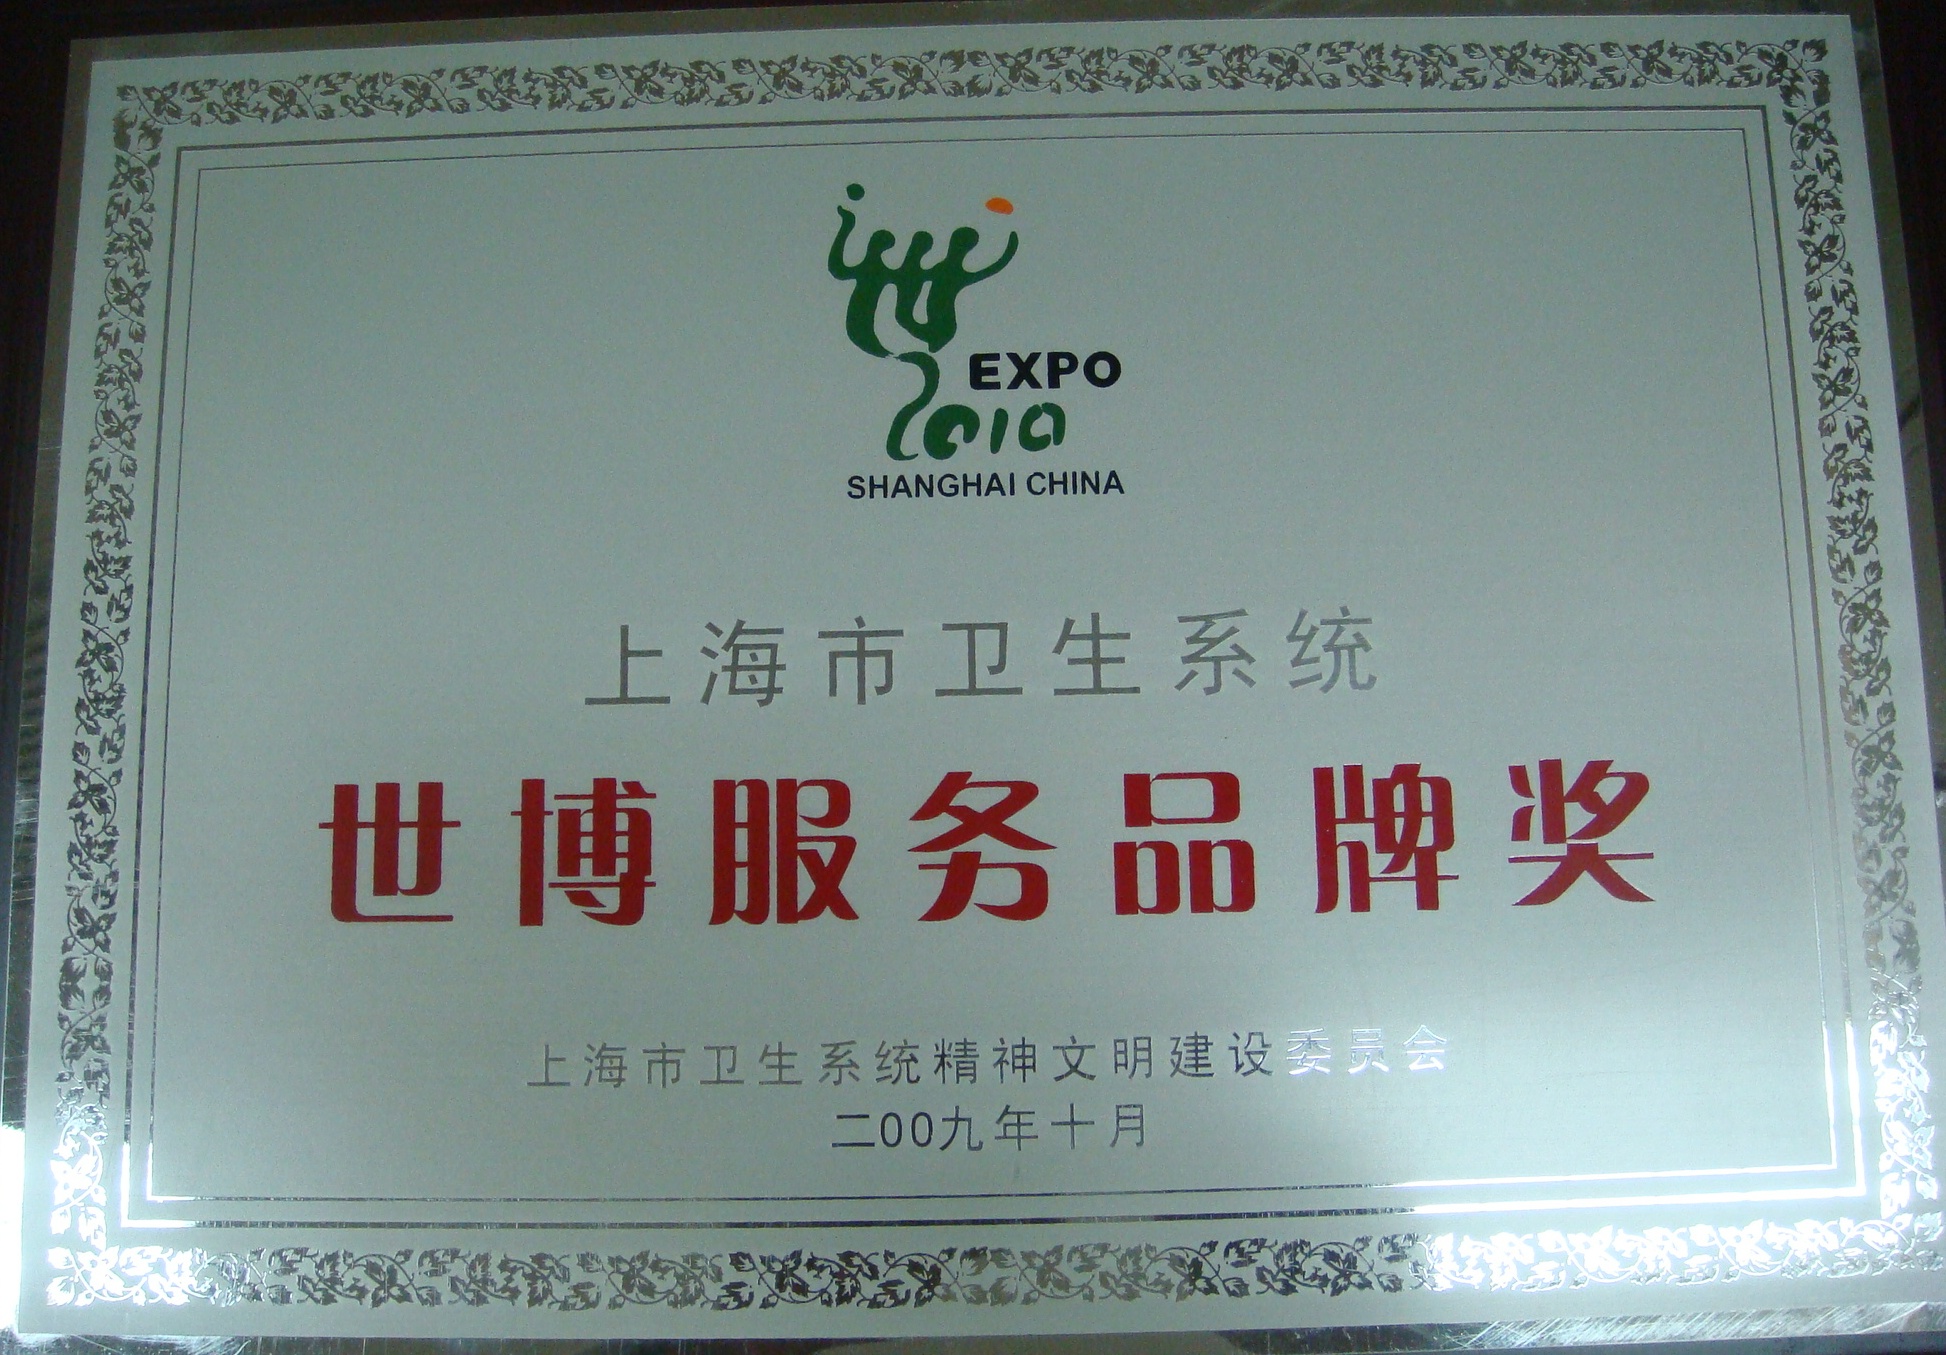 EXPO
2010
SHANGHAI CHINA
上海市卫生系统
世博服务品牌奖
上海市卫生系统精神文明建设委员会
二00九年十月